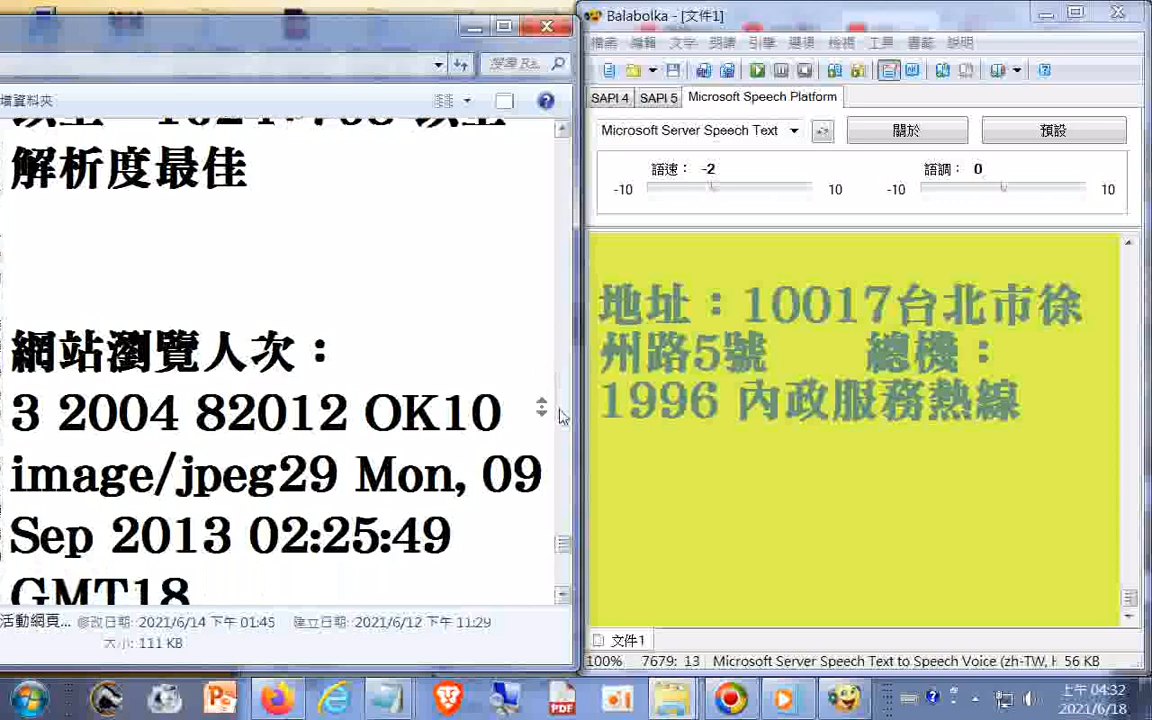 Balabolka - [文件1]
搜尋 Ra...
檔案 編輯 文字 朗讀 引擎 選項 檢視 工具 書籤 說明
增資料夾
SAPI 4 SAPI 5 Microsoft Speech Platform
Microsoft Server Speech Text 關於 預設
語速： -2 語調： 0
-10 10 -10 10
解析度最佳
網站瀏覽人次：
3 2004 82012 OK10
image/jpeg29 Mon, 09
Sep 2013 02:25:49
GMT18
地址：10017台北市徐
州路5號 總機：
1996 內政服務熱線
活動網頁... 修改日期: 2021/6/14 下午 01:45 建立日期: 2021/6/12 下午 11:29
大小: 111 KB
文件1
100% 7679: 13 Microsoft Server Speech Text to Speech Voice (zh-TW, H 56 KB
上午 04:32
2021/6/18